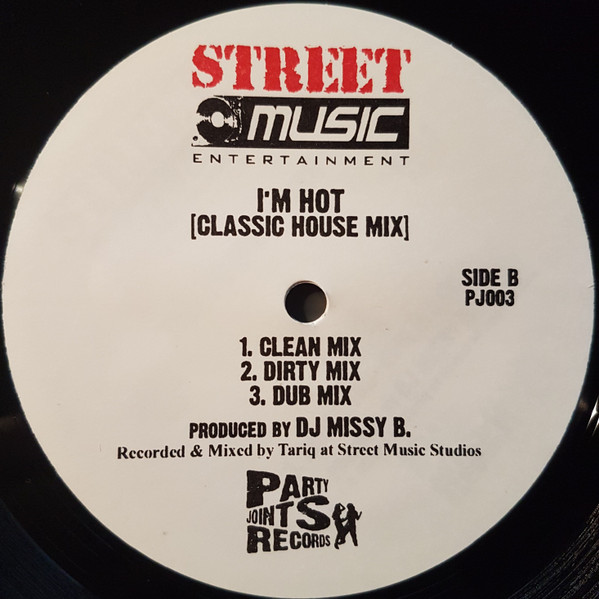 STREET
MUSIC
ENTERTAINMENT
I'M HOT
[CLASSIC HOUSE MIX]
SIDE B
PJ003
1. CLEAN MIX
2. DIRTY MIX
3. DUB MIX
PRODUCED BY DJ MISSY B.
Recorded & Mixed by Tariq at Street Music Studios
PARTY
JOINTS
RECORDS